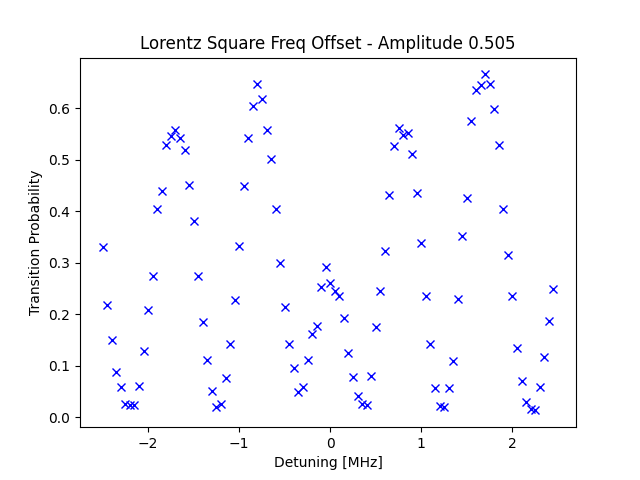 Lorentz Square Freq Offset - Amplitude 0.505
Transition Probability
0.6
0.5
0.4
0.3
0.2
0.1
0.0
−2 −1 0 1 2
Detuning [MHz]